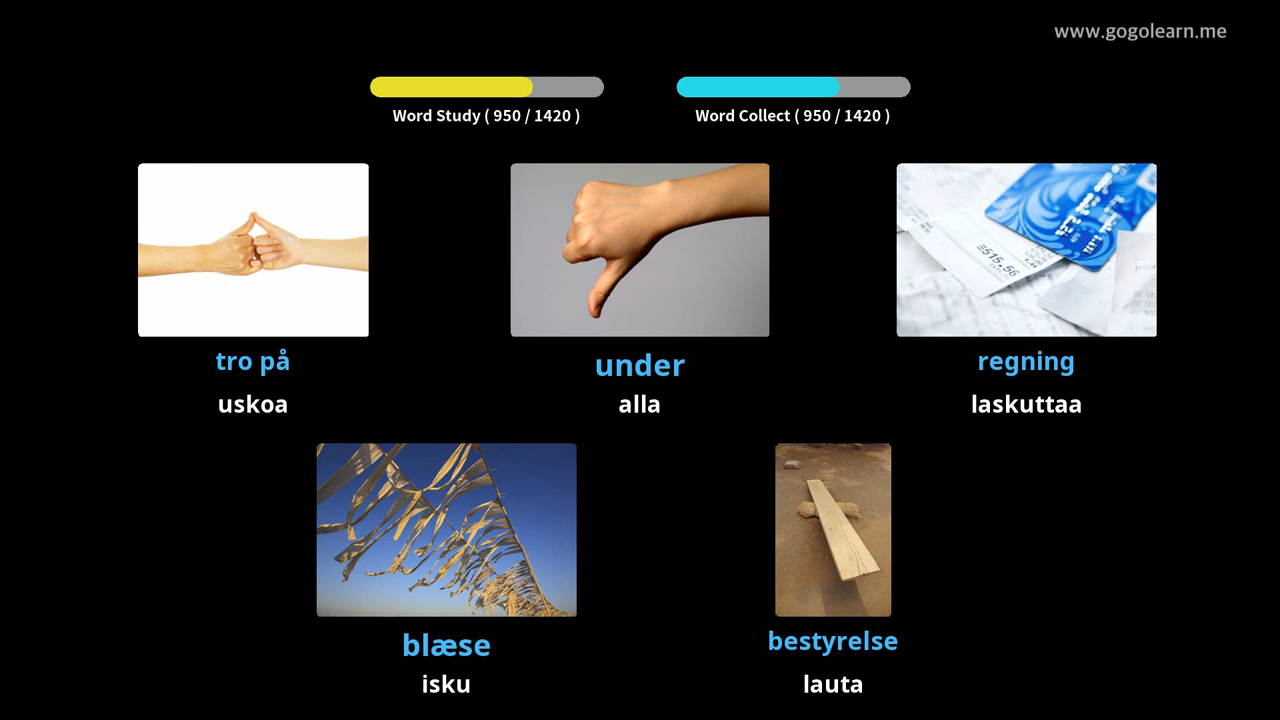 www.gogolearn.me
Word Study ( 950 / 1420 )
Word Collect ( 950 / 1420 )
tro på
uskoa
under
alla
regning
laskuttaa
blæse
isku
bestyrelse
lauta